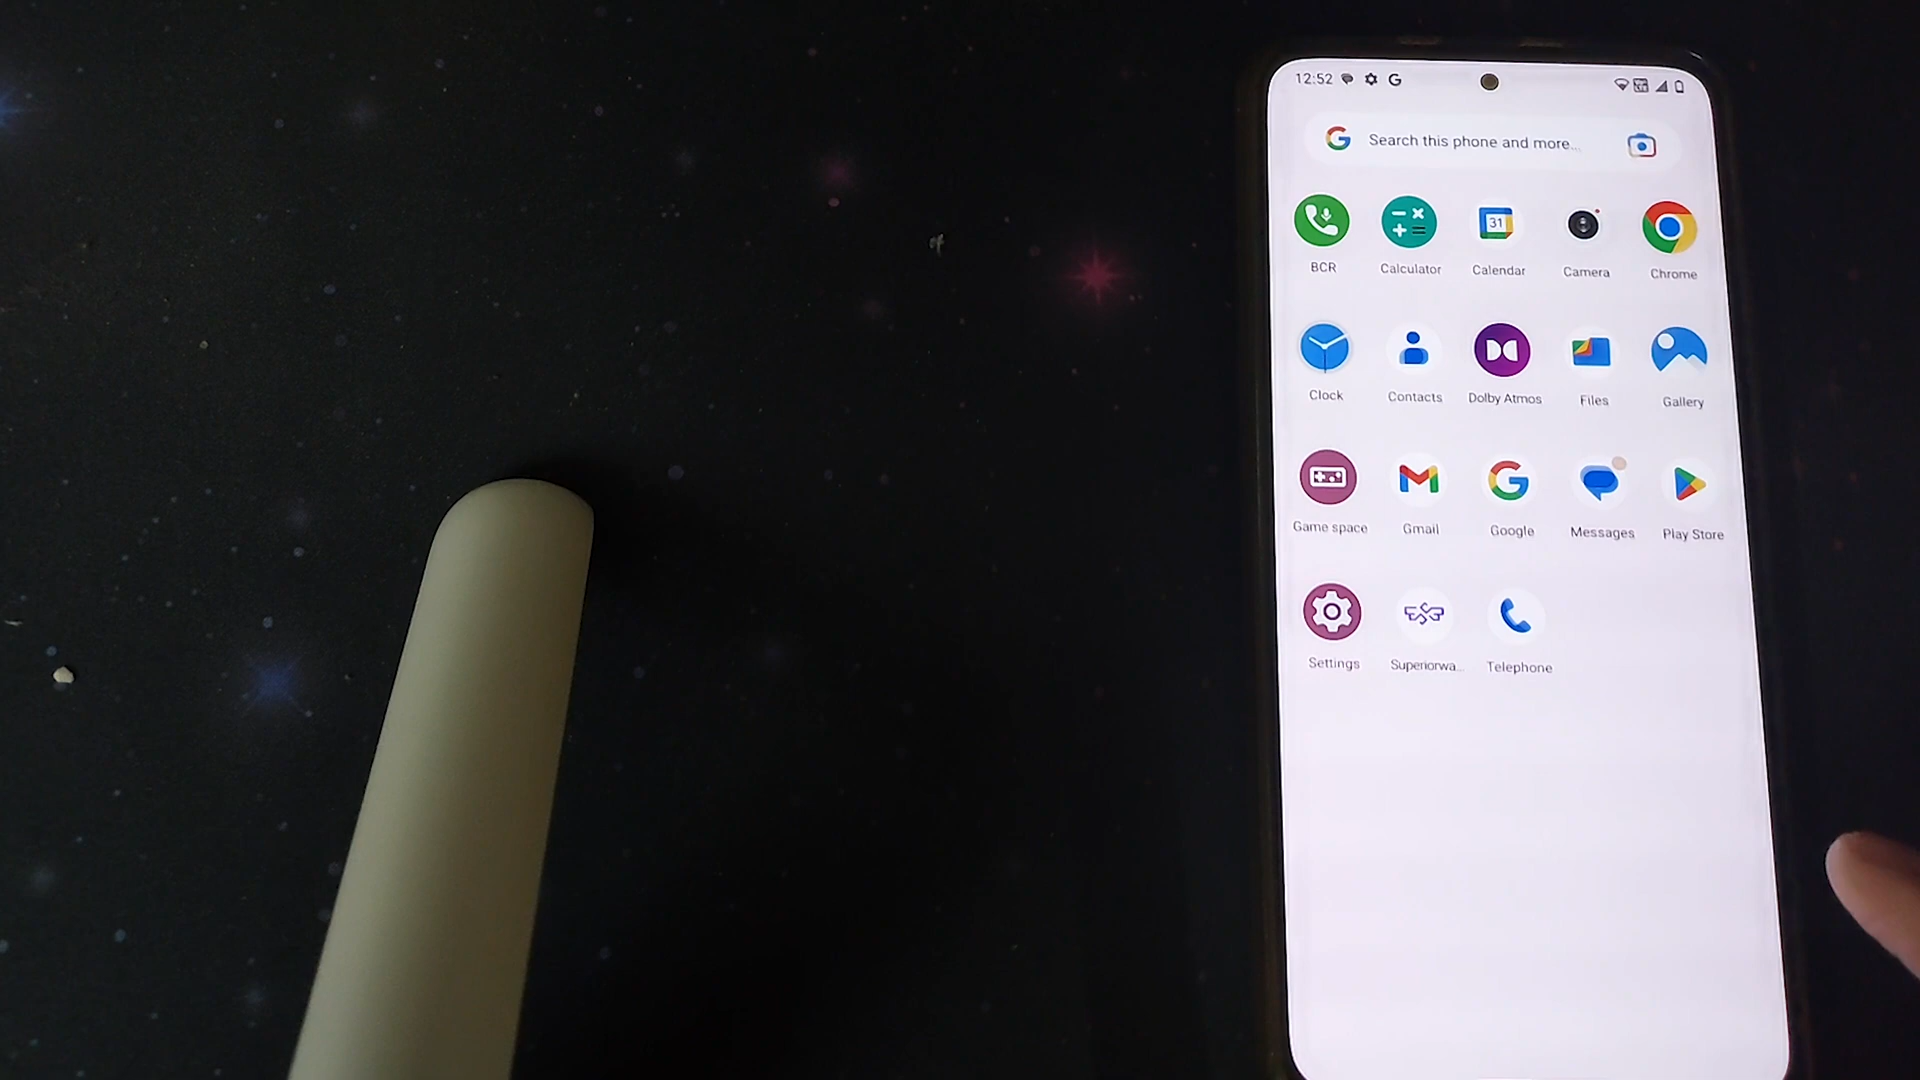 12:52
Search this phone and more...
31
BCR Calculator Calendar Camera Chrome
Clock Contacts Dolby Atmos Files Gallery
Game space Gmail Google Messages Play Store
Settings Superiorwa... Telephone